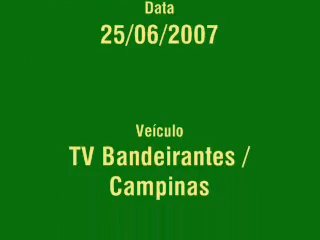 Data
25/06/2007
Veículo
TV Bandeirantes /
Campinas